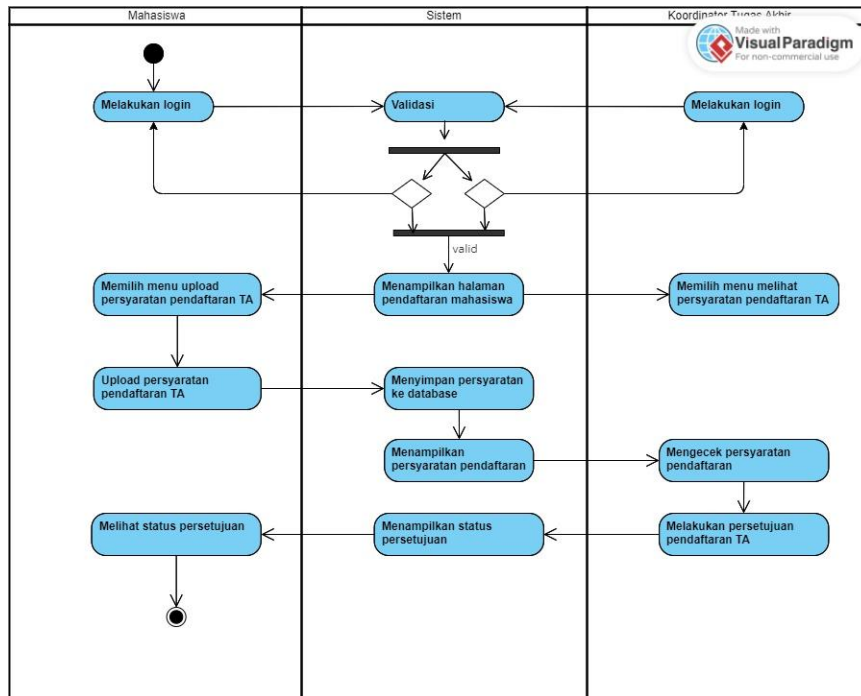 Mahasiswa
Sistem
Koordinator Tugas Akhir
Made with
Visual Paradigm
For non-commercial use
Melakukan login
Validasi
Melakukan login
valid
Memilih menu upload
persyaratan pendaftaran TA
Menampilkan halaman
pendaftaran mahasiswa
Memilih menu melihat
persyaratan pendaftaran TA
Upload persyaratan
pendaftaran TA
Menyimpan persyaratan
ke database
Menampilkan
persyaratan pendaftaran
Mengecek persyaratan
pendaftaran
Melihat status persetujuan
Menampilkan status
persetujuan
Melakukan persetujuan
pendaftaran TA